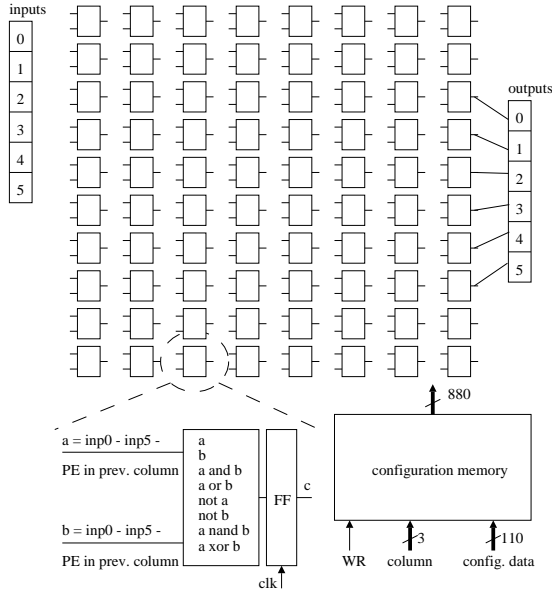 inputs
0
1
2
3
4
5
outputs
0
1
2
3
4
5
880
a = inp0 - inp5 -
PE in prev. column
b = inp0 - inp5 -
PE in prev. column
a
b
a and b
a or b
not a
not b
a nand b
a xor b
FF
c
clk
configuration memory
3
110
WR
column
config. data